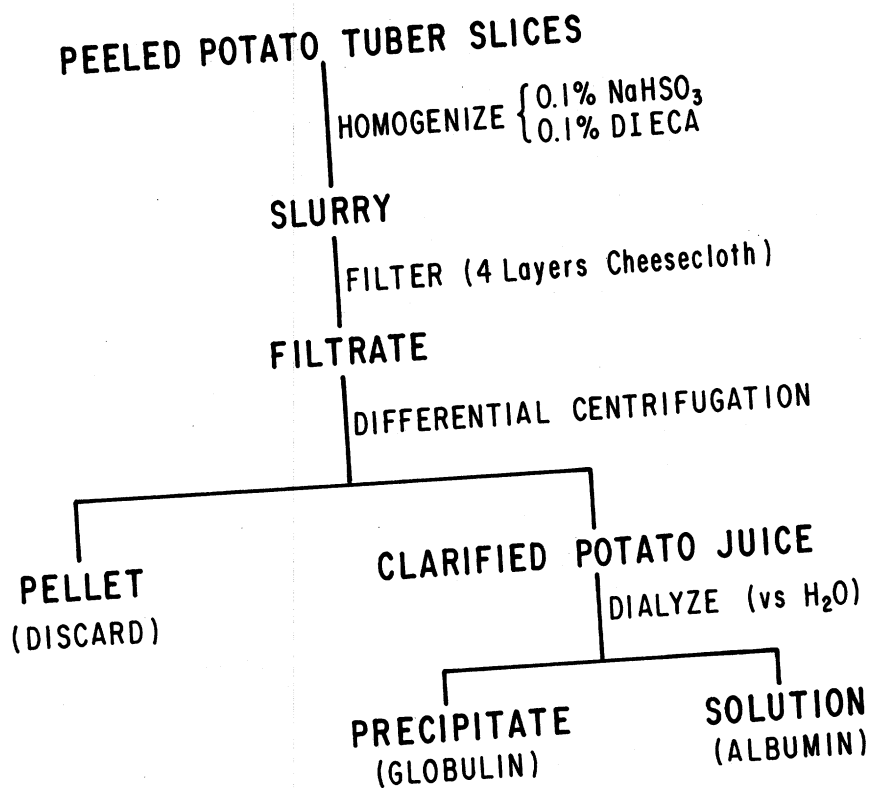 PEELED POTATO TUBER SLICES
HOMOGENIZE { 0.1% NaHSO₃
0.1% DIECA
SLURRY
FILTER (4 Layers Cheesecloth)
FILTRATE
DIFFERENTIAL CENTRIFUGATION
PELLET
(DISCARD)
CLARIFIED POTATO JUICE
DIALYZE (vs H₂O)
PRECIPITATE
(GLOBULIN)
SOLUTION
(ALBUMIN)